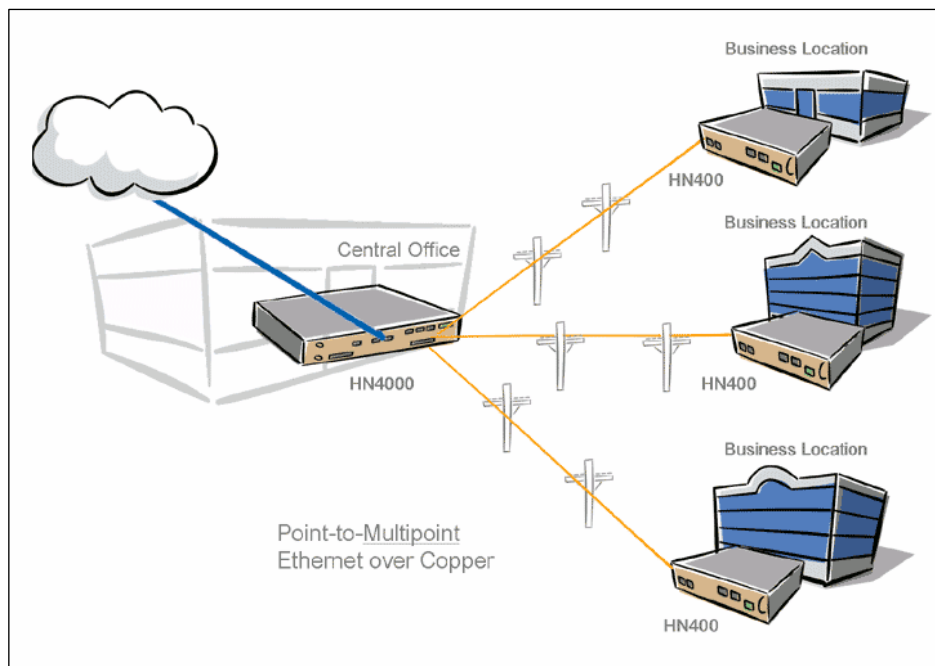 Business Location
HN400
Business Location
Central Office
HN4000
HN400
Business Location
Point-to-Multipoint
Ethernet over Copper
HN400